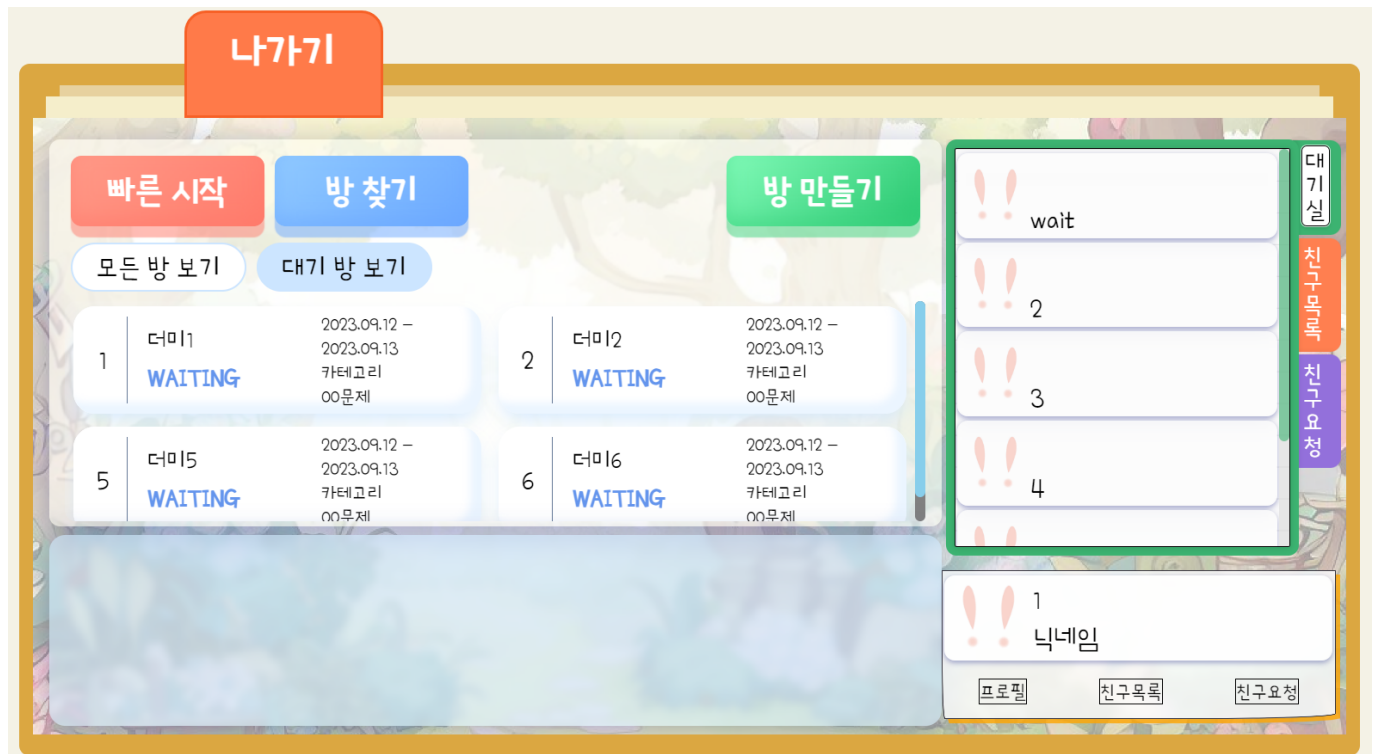 나가기
빠른 시작
방 찾기
방 만들기
모든 방 보기
대기 방 보기
1
더미1
WAITING
2023.09.12 –
2023.09.13
카테고리
00문제
2
더미2
WAITING
2023.09.12 –
2023.09.13
카테고리
00문제
5
더미5
WAITING
2023.09.12 –
2023.09.13
카테고리
00문제
6
더미6
WAITING
2023.09.12 –
2023.09.13
카테고리
00문제
wait
2
3
4
대기실
친구목록
친구요청
1
닉네임
프로필
친구목록
친구요청